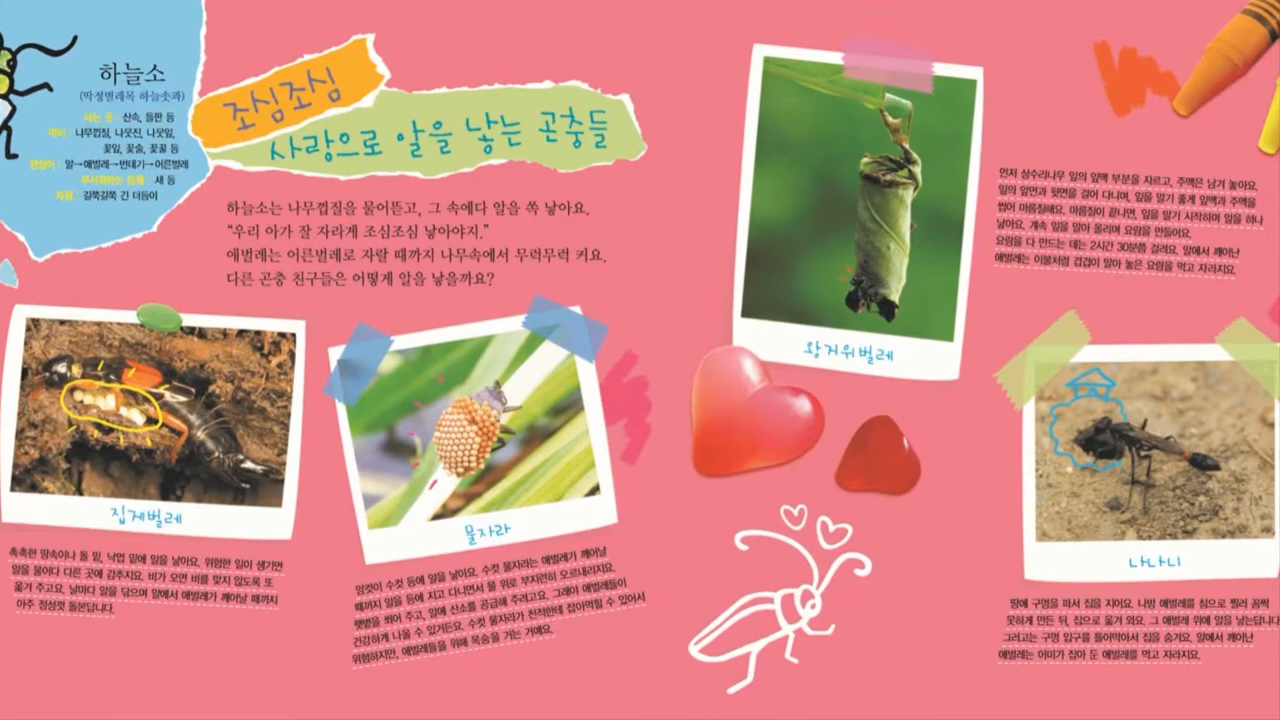 하늘소
(딱정벌레목 하늘솟과)
사는 곳 산속, 들판 등
먹이 나무껍질, 나뭇진, 나뭇잎,
꽃잎, 꽃술, 꽃꿀 등
한살이 알→애벌레→번데기→어른벌레
무서워하는 동물 새 등
자랑 길쭉길쭉 긴 더듬이
조심조심
사랑으로 알을 낳는 곤충들
하늘소는 나무껍질을 물어뜯고, 그 속에다 알을 쏙 낳아요.
“우리 아가 잘 자라게 조심조심 낳아야지.”
애벌레는 어른벌레로 자랄 때까지 나무속에서 무럭무럭 커요.
다른 곤충 친구들은 어떻게 알을 낳을까요?
집게벌레
촉촉한 땅속이나 돌 밑, 낙엽 밑에 알을 낳아요. 위험한 일이 생기면
알을 물어다 다른 곳에 감추지요. 비가 오면 비를 맞지 않도록 또
옮겨 주고요. 날마다 알을 닦으며 알에서 애벌레가 깨어날 때까지
아주 정성껏 돌본답니다.
물자라
암컷이 수컷 등에 알을 낳아요. 수컷 물자라는 애벌레가 깨어날
때까지 알을 등에 지고 다니면서 물 위로 부지런히 오르내리지요.
햇볕을 쬐어 주고, 알에 산소를 공급해 주려고요. 그래야 애벌레들이
건강하게 나올 수 있거든요. 수컷 물자라가 천적한테 잡아먹힐 수 있어서
위험하지만, 애벌레들을 위해 목숨을 거는 거예요.
왕거위벌레
먼저 상수리나무 잎의 잎맥 부분을 자르고, 주맥은 남겨 놓아요.
잎의 앞면과 뒷면을 걸어 다니며, 잎을 말기 좋게 잎맥과 주맥을
씹어 마름질해요. 마름질이 끝나면, 잎을 말기 시작하며 알을 하나
낳아요. 계속 잎을 말아 올리며 요람을 만들어요.
요람을 다 만드는 데는 2시간 30분쯤 걸려요. 알에서 깨어난
애벌레는 이불처럼 겹겹이 말아 놓은 요람을 먹고 자라지요.
나나니
땅에 구멍을 파서 집을 지어요. 나방 애벌레를 침으로 찔러 꼼짝
못하게 만든 뒤, 집으로 옮겨 와요. 그 애벌레 위에 알을 낳는답니다
그러고는 구멍 입구를 틀어막아서 집을 숨겨요. 알에서 깨어난
애벌레는 어미가 잡아 둔 애벌레를 먹고 자라지요.